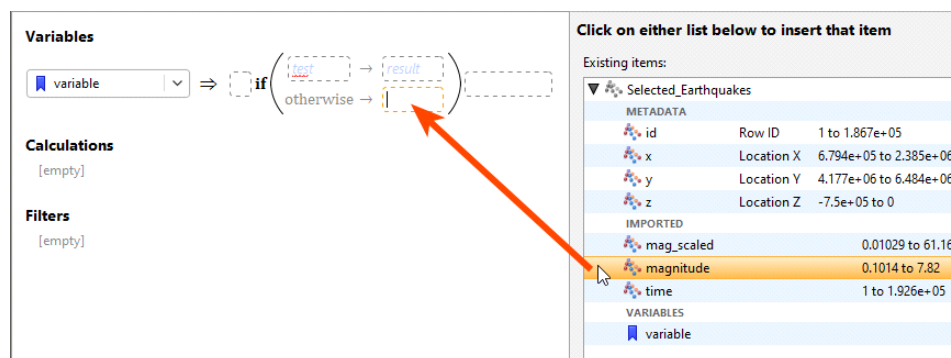 Variables
variable ⇒ if ( test → result
otherwise → )
Calculations
[empty]
Filters
[empty]
Click on either list below to insert that item
Existing items:
Selected_Earthquakes
METADATA
id Row ID 1 to 1.867e+05
x Location X 6.794e+05 to 2.385e+06
y Location Y 4.177e+06 to 6.484e+06
z Location Z -7.5e+05 to 0
IMPORTED
mag_scaled 0.01029 to 61.16
magnitude 0.1014 to 7.82
time 1 to 1.926e+05
VARIABLES
variable